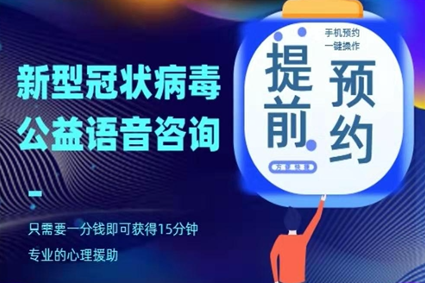 新型冠状病毒
公益语音咨询
只需要一分钱即可获得15分钟
专业的心理援助
手机预约
一键操作
提前
预约